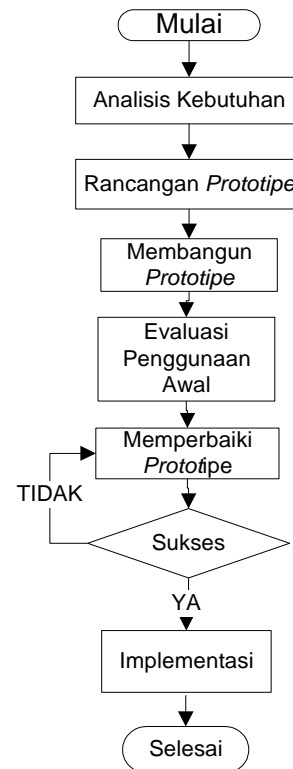 Mulai
Analisis Kebutuhan
Rancangan Prototipe
Membangun
Prototipe
Evaluasi
Penggunaan
Awal
Memperbaiki
Prototipe
TIDAK
Sukses
YA
Implementasi
Selesai